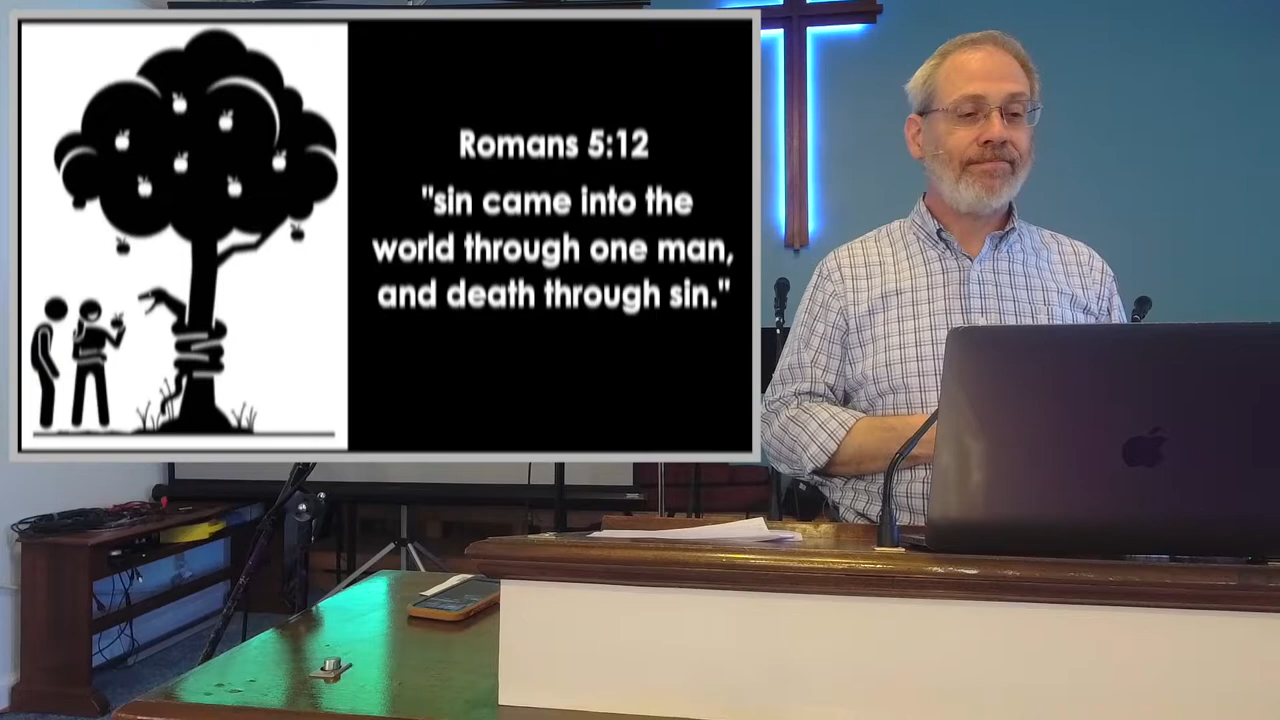 Romans 5:12
"sin came into the
world through one man,
and death through sin."